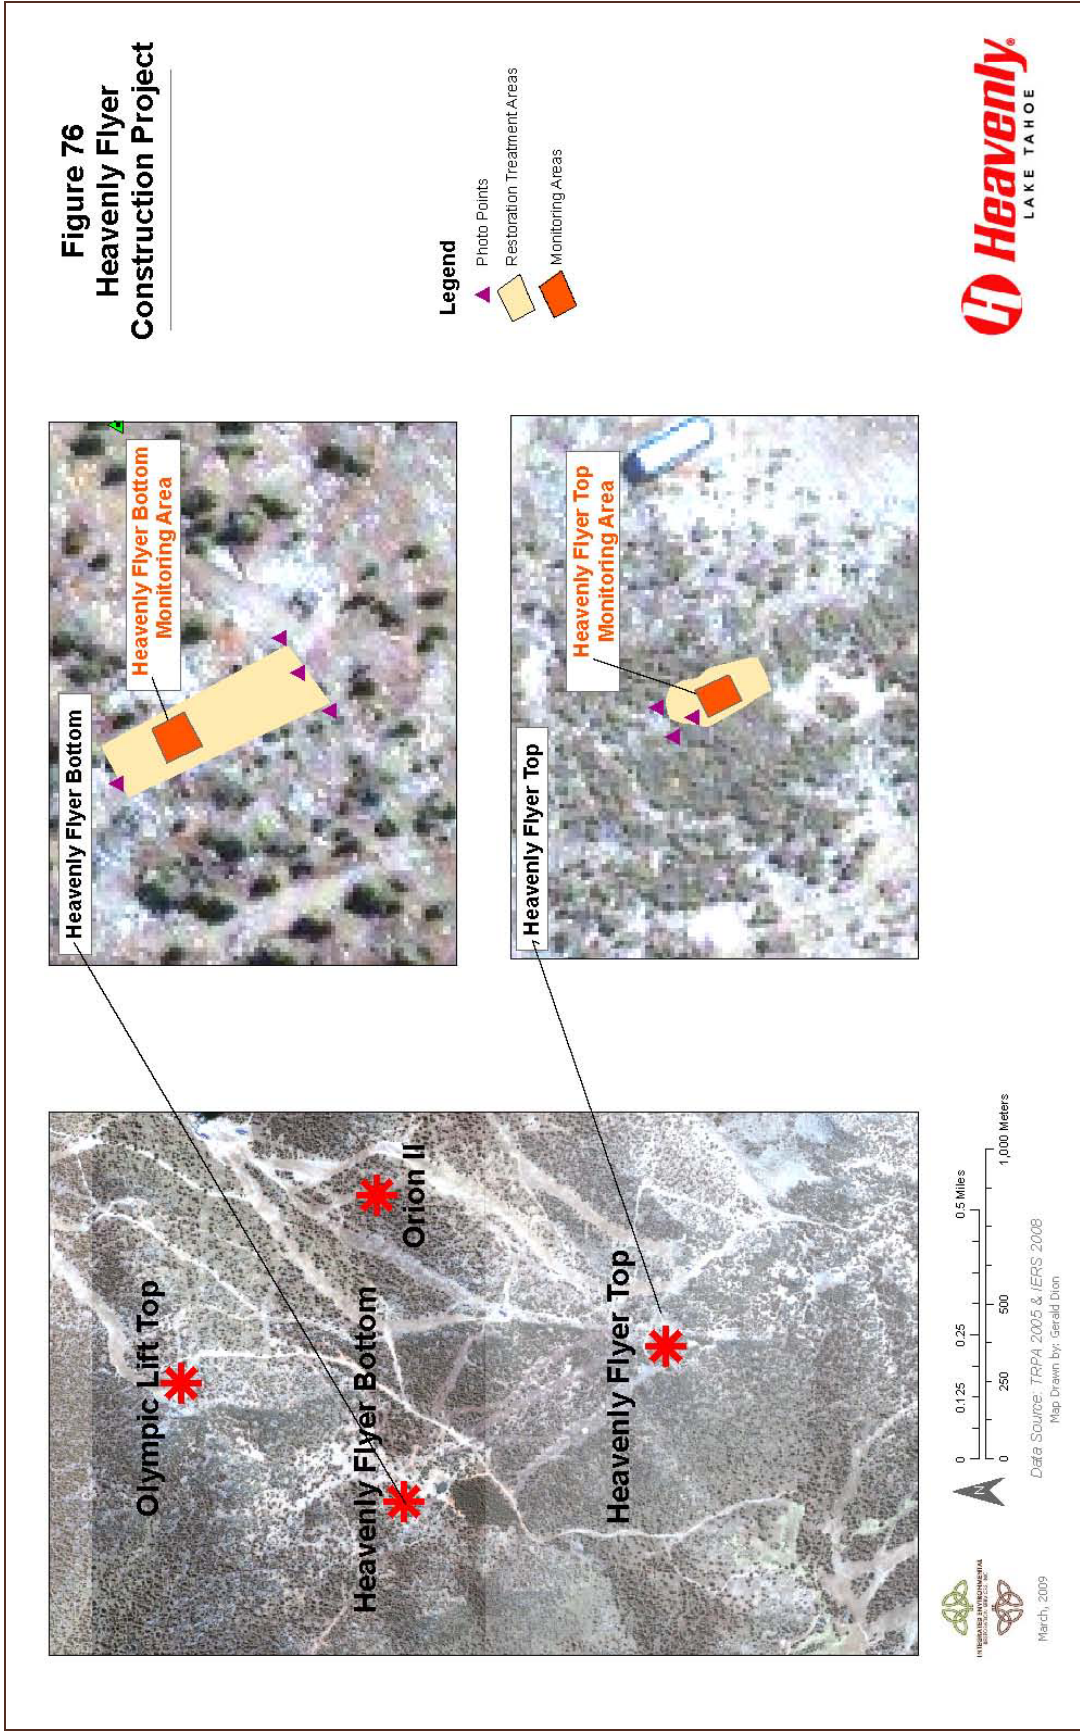 Figure 76
Heavenly Flyer
Construction Project
Legend
Photo Points
Restoration Treatment Areas
Monitoring Areas
Heavenly Flyer Bottom
Heavenly Flyer Bottom
Monitoring Area
Heavenly Flyer Top
Heavenly Flyer Top
Monitoring Area
Olympic Lift Top
Orion II
Heavenly Flyer Bottom
Heavenly Flyer Top
H Heavenly®
LAKE TAHOE
INTEGRATED ENVIRONMENTAL
March, 2009
N
0 0.125 0.25 0.5 Miles
0 250 500 1,000 Meters
Data Source: TRPA 2005 & IERS 2008
Map Drawn by: Gerald Dion